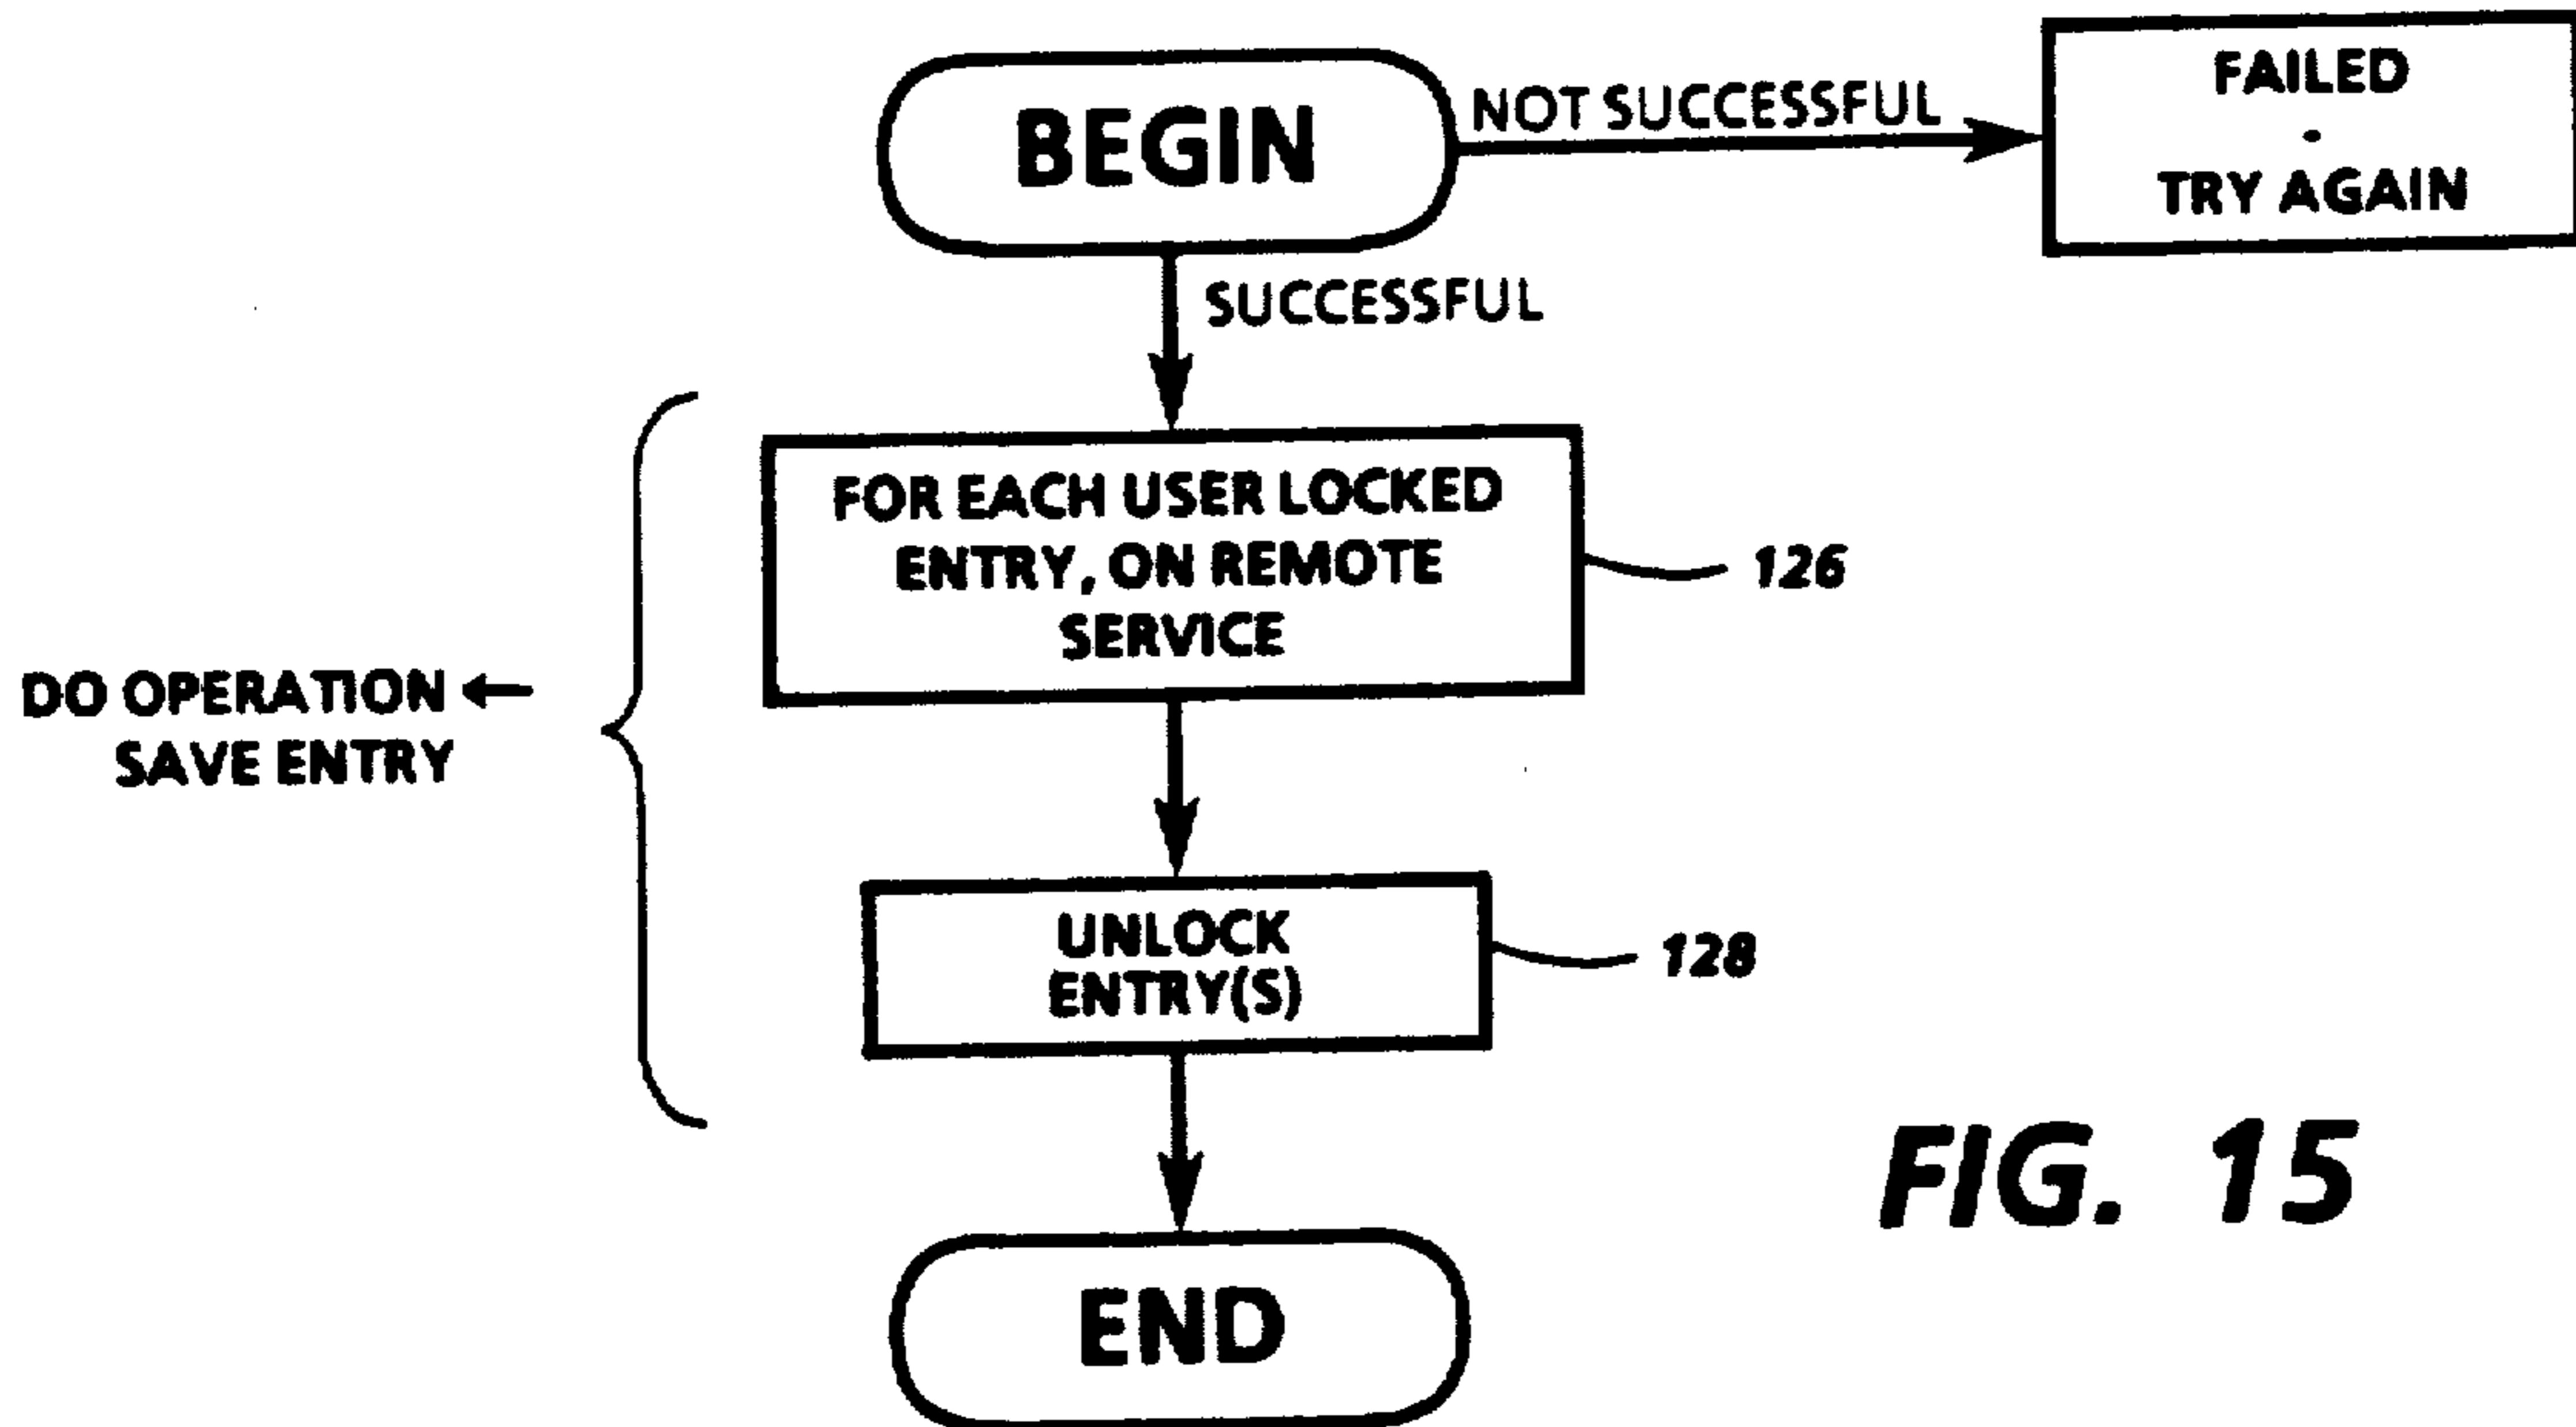 BEGIN
NOT SUCCESSFUL
FAILED
-
TRY AGAIN
SUCCESSFUL
FOR EACH USER LOCKED
ENTRY, ON REMOTE
SERVICE
126
DO OPERATION ←
SAVE ENTRY
UNLOCK
ENTRY(S)
128
END
FIG. 15